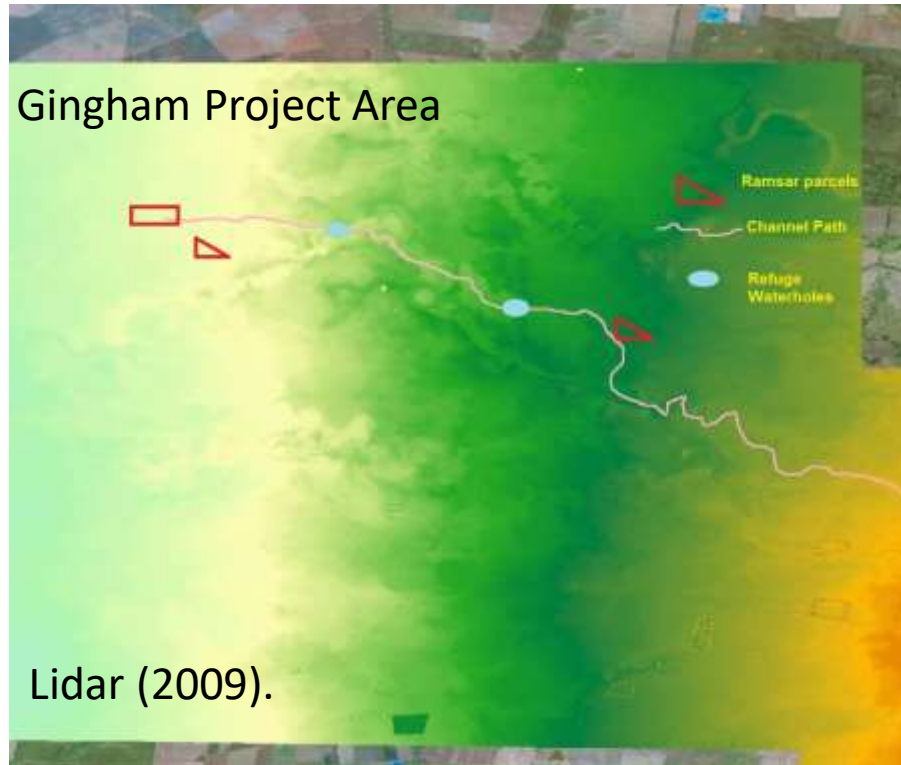 Gingham Project Area
Ramsar parcels
Channel Path
Refuge
Waterholes
Lidar (2009).